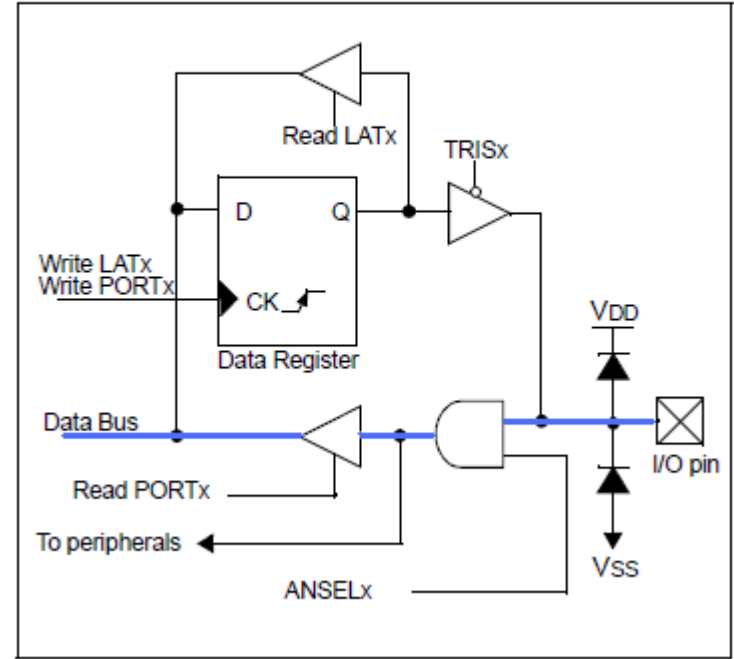 Read LATx
TRISx
D
Q
Write LATx
Write PORTx
CK
VDD
Data Register
Data Bus
I/O pin
Read PORTx
To peripherals
VSS
ANSELx